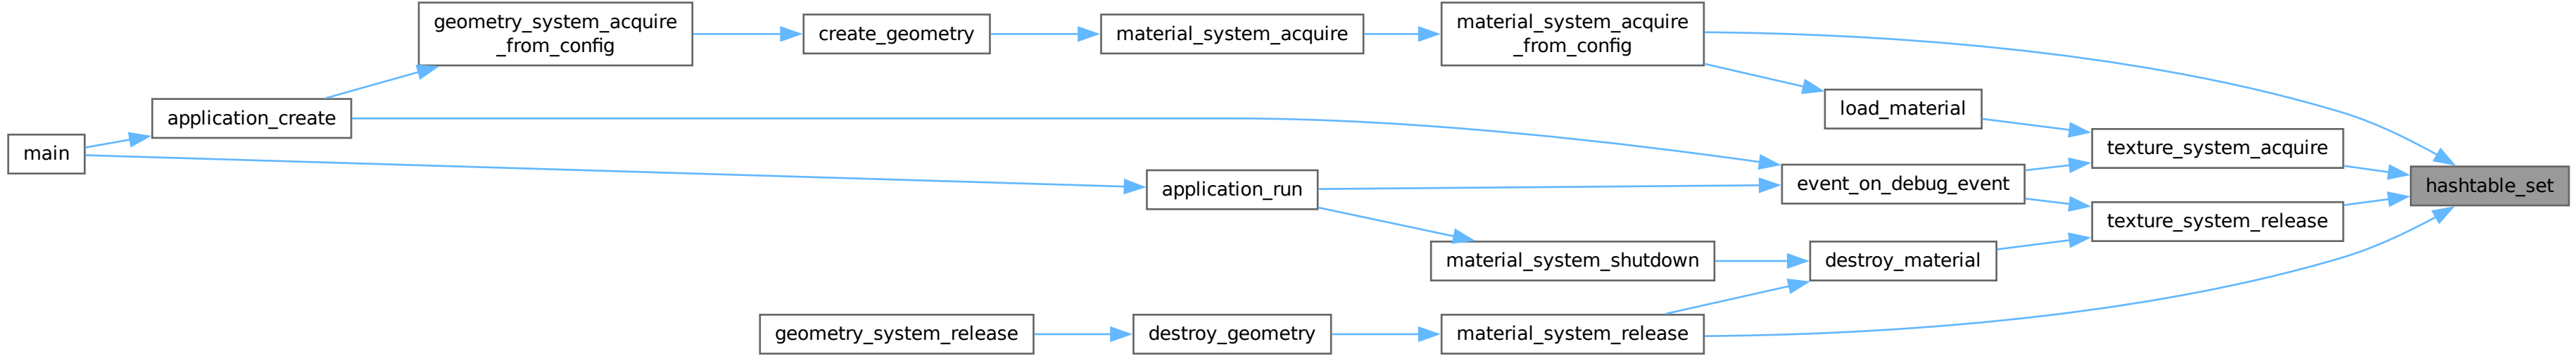 geometry_system_acquire
_from_config
create_geometry
material_system_acquire
material_system_acquire
_from_config
load_material
application_create
main
texture_system_acquire
event_on_debug_event
application_run
hashtable_set
texture_system_release
material_system_shutdown
destroy_material
geometry_system_release
destroy_geometry
material_system_release